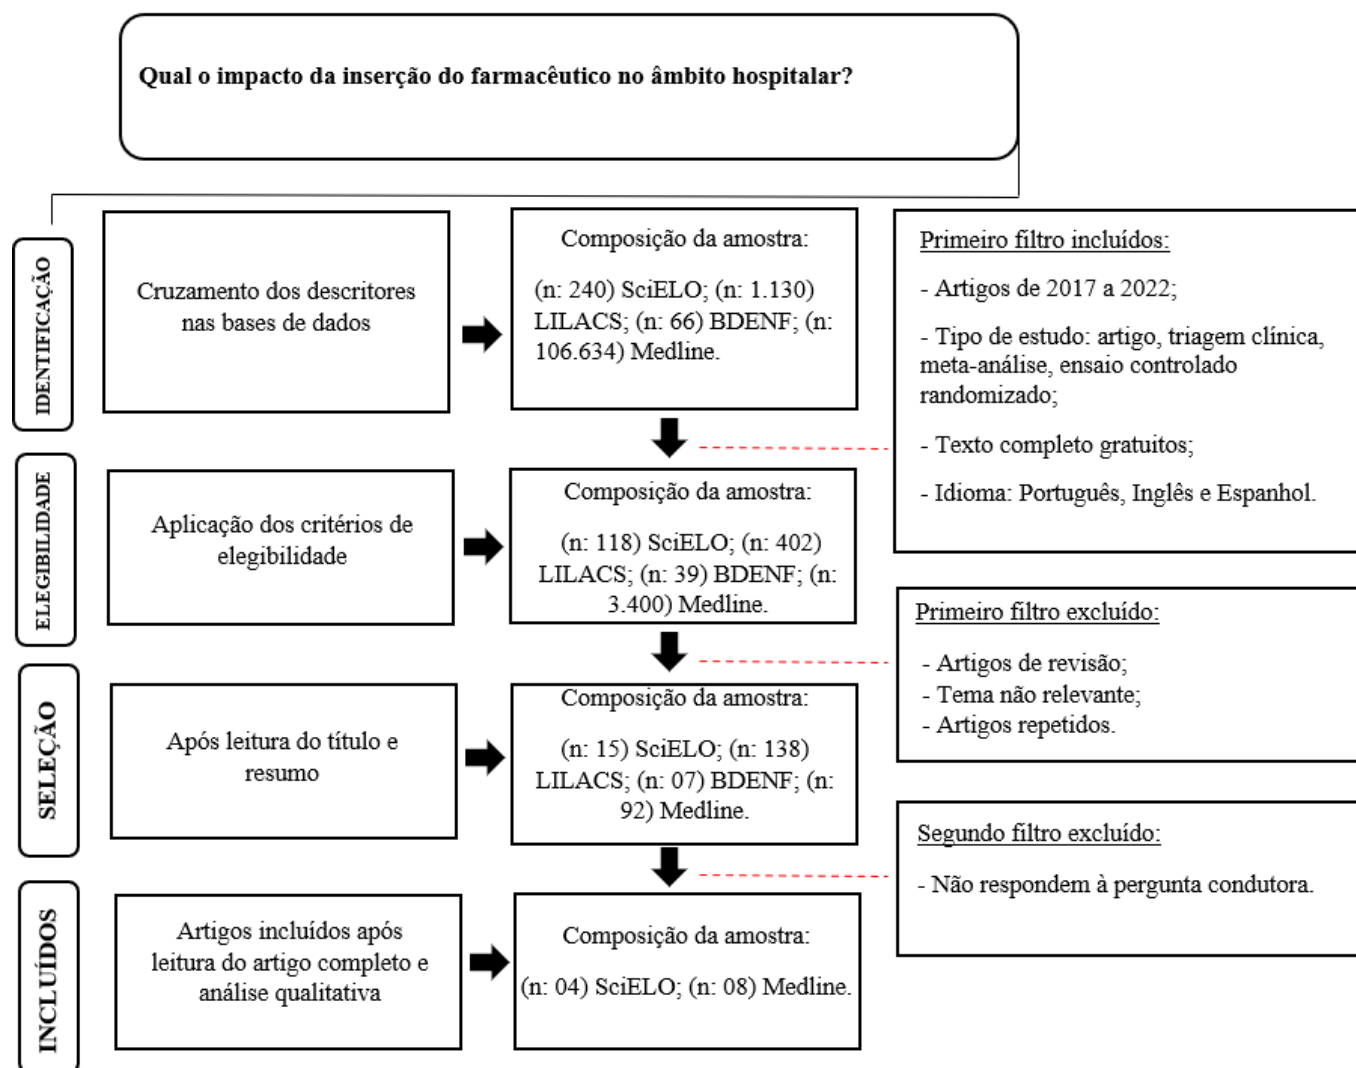 Qual o impacto da inserção do farmacêutico no âmbito hospitalar?
IDENTIFICAÇÃO
Cruzamento dos descritores
nas bases de dados
Composição da amostra:
(n: 240) SciELO; (n: 1.130)
LILACS; (n: 66) BDENF; (n:
106.634) Medline.
Primeiro filtro incluídos:
- Artigos de 2017 a 2022;
- Tipo de estudo: artigo, triagem clínica,
meta-análise, ensaio controlado
randomizado;
- Texto completo gratuitos;
- Idioma: Português, Inglês e Espanhol.
ELEGIBILIDADE
Aplicação dos critérios de
elegibilidade
Composição da amostra:
(n: 118) SciELO; (n: 402)
LILACS; (n: 39) BDENF; (n:
3.400) Medline.
Primeiro filtro excluído:
- Artigos de revisão;
- Tema não relevante;
- Artigos repetidos.
SELEÇÃO
Após leitura do título e
resumo
Composição da amostra:
(n: 15) SciELO; (n: 138)
LILACS; (n: 07) BDENF; (n:
92) Medline.
Segundo filtro excluído:
- Não respondem à pergunta condutora.
INCLUÍDOS
Artigos incluídos após
leitura do artigo completo e
análise qualitativa
Composição da amostra:
(n: 04) SciELO; (n: 08) Medline.